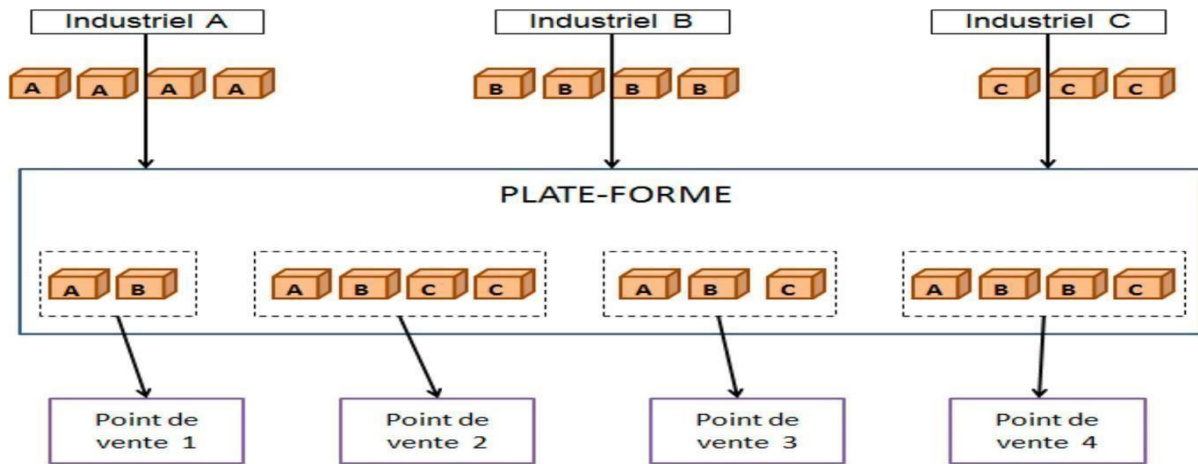 Industriel A
Industriel B
Industriel C
A A A A
B B B B
C C C
PLATE-FORME
A B
A B C C
A B C
A B B C
Point de
vente 1
Point de
vente 2
Point de
vente 3
Point de
vente 4